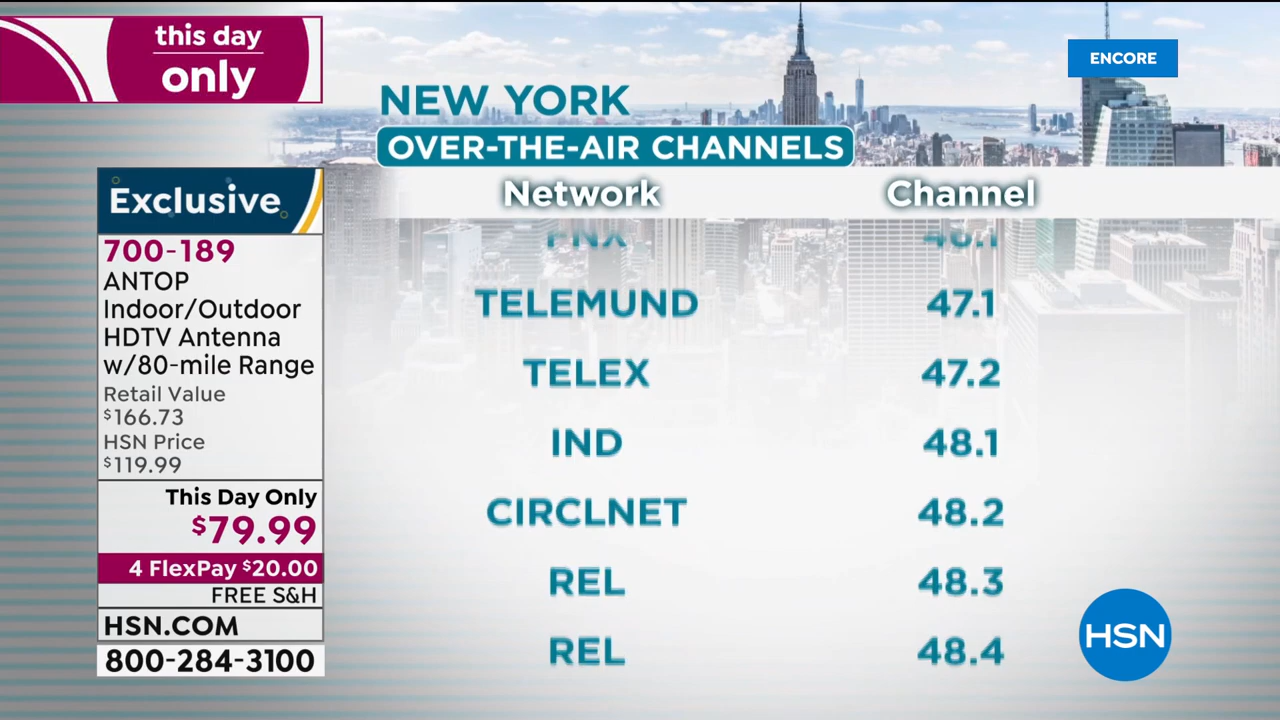 this day
only
ENCORE
NEW YORK
OVER-THE-AIR CHANNELS
Network Channel
Exclusive
700-189
ANTOP
Indoor/Outdoor
HDTV Antenna
w/80-mile Range
Retail Value
$166.73
HSN Price
$119.99
This Day Only
$79.99
4 FlexPay $20.00
FREE S&H
HSN.COM
800-284-3100
FNX 46.1
TELEMUND 47.1
TELEX 47.2
IND 48.1
CIRCLNET 48.2
REL 48.3
REL 48.4
HSN